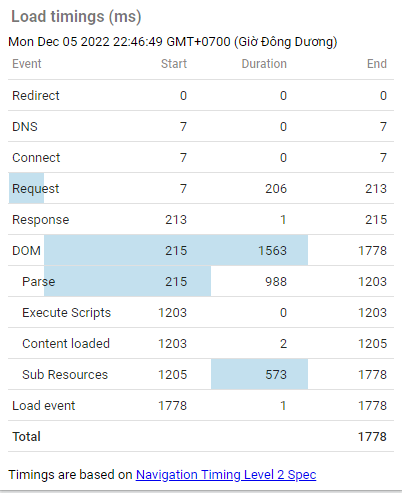 Load timings (ms)
Mon Dec 05 2022 22:46:49 GMT+0700 (Giờ Đông Dương)
Event Start Duration End
Redirect 0 0 0
DNS 7 0 7
Connect 7 0 7
Request 7 206 213
Response 213 1 215
DOM 215 1563 1778
Parse 215 988 1203
Execute Scripts 1203 0 1203
Content loaded 1203 2 1205
Sub Resources 1205 573 1778
Load event 1778 1 1778
Total 1778
Timings are based on Navigation Timing Level 2 Spec